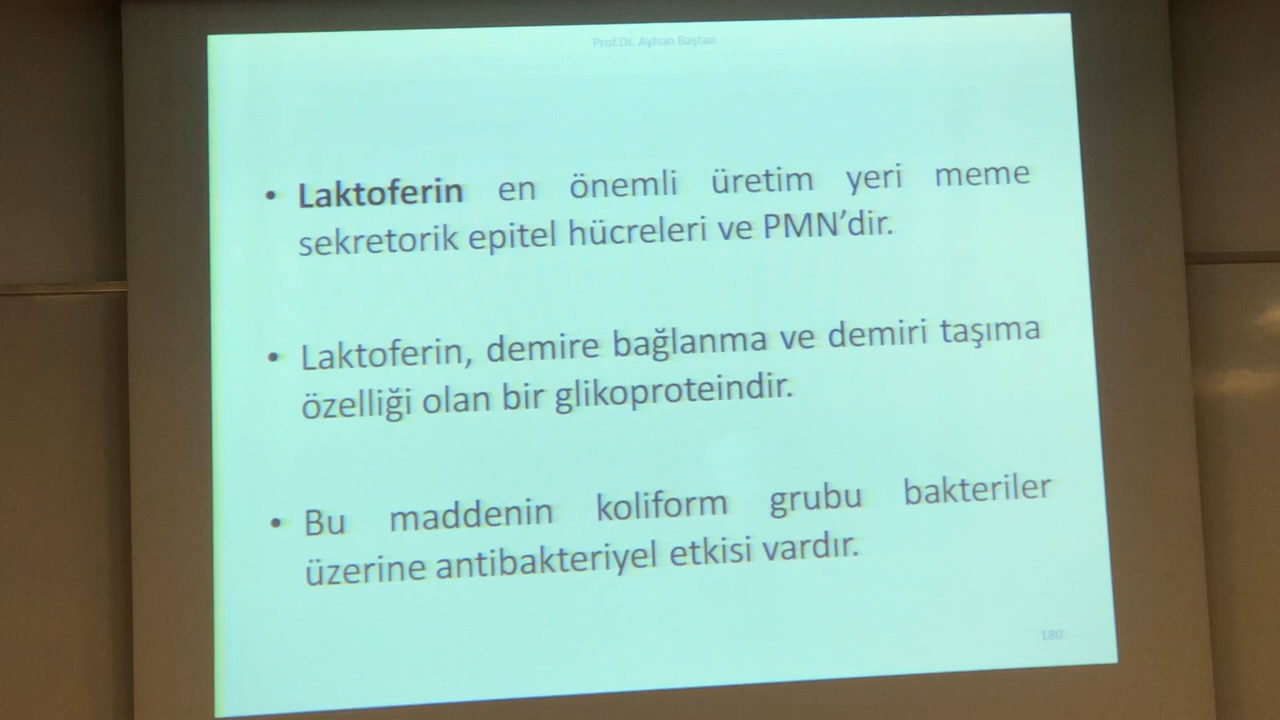 Prof.Dr. Ayhan Baştan
• Laktoferin en önemli üretim yeri meme
sekretorik epitel hücreleri ve PMN’dir.
• Laktoferin, demire bağlanma ve demiri taşıma
özelliği olan bir glikoproteindir.
• Bu maddenin koliform grubu bakteriler
üzerine antibakteriyel etkisi vardır.
180